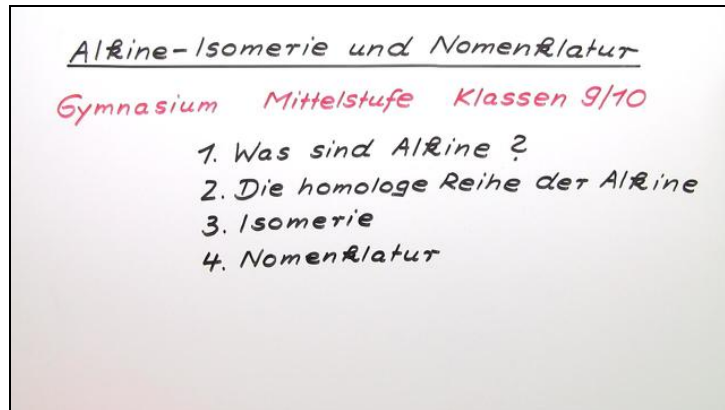 Alkine-Isomerie und Nomenklatur
Gymnasium Mittelstufe Klassen 9/10
1. Was sind Alkine?
2. Die homologe Reihe der Alkine
3. Isomerie
4. Nomenklatur